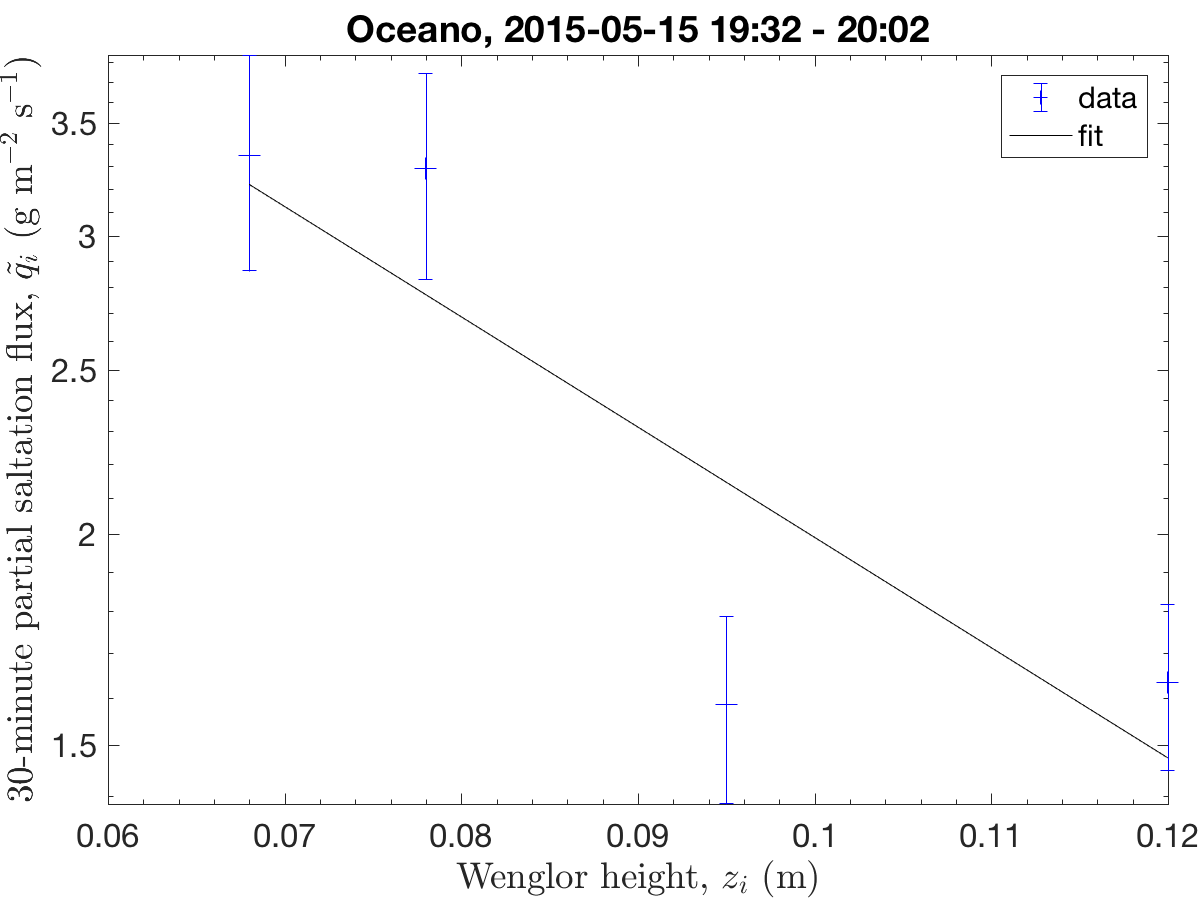 Oceano, 2015-05-15 19:32 - 20:02
30-minute partial saltation flux, q̃ᵢ (g m⁻² s⁻¹)
3.5
3
2.5
2
1.5
data
fit
0.06 0.07 0.08 0.09 0.1 0.11 0.12
Wenglor height, zᵢ (m)